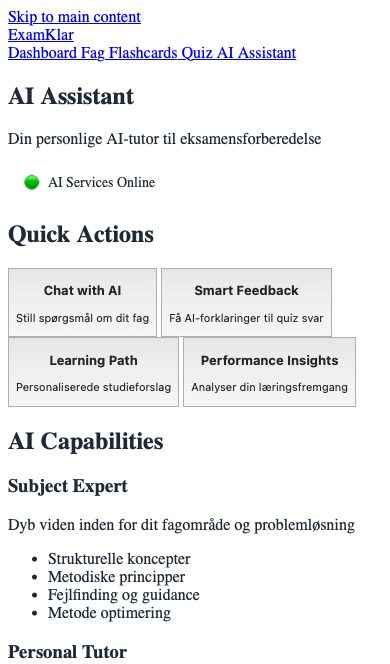 Skip to main content
ExamKlar
Dashboard Fag Flashcards Quiz AI Assistant
AI Assistant
Din personlige AI-tutor til eksamensforberedelse
AI Services Online
Quick Actions
Chat with AI
Still spørgsmål om dit fag
Smart Feedback
Få AI-forklaringer til quiz svar
Learning Path
Personaliserede studieforslag
Performance Insights
Analyser din læringsfremgang
AI Capabilities
Subject Expert
Dyb viden inden for dit fagområde og problemløsning
Strukturelle koncepter
Metodiske principper
Fejlfinding og guidance
Metode optimering
Personal Tutor